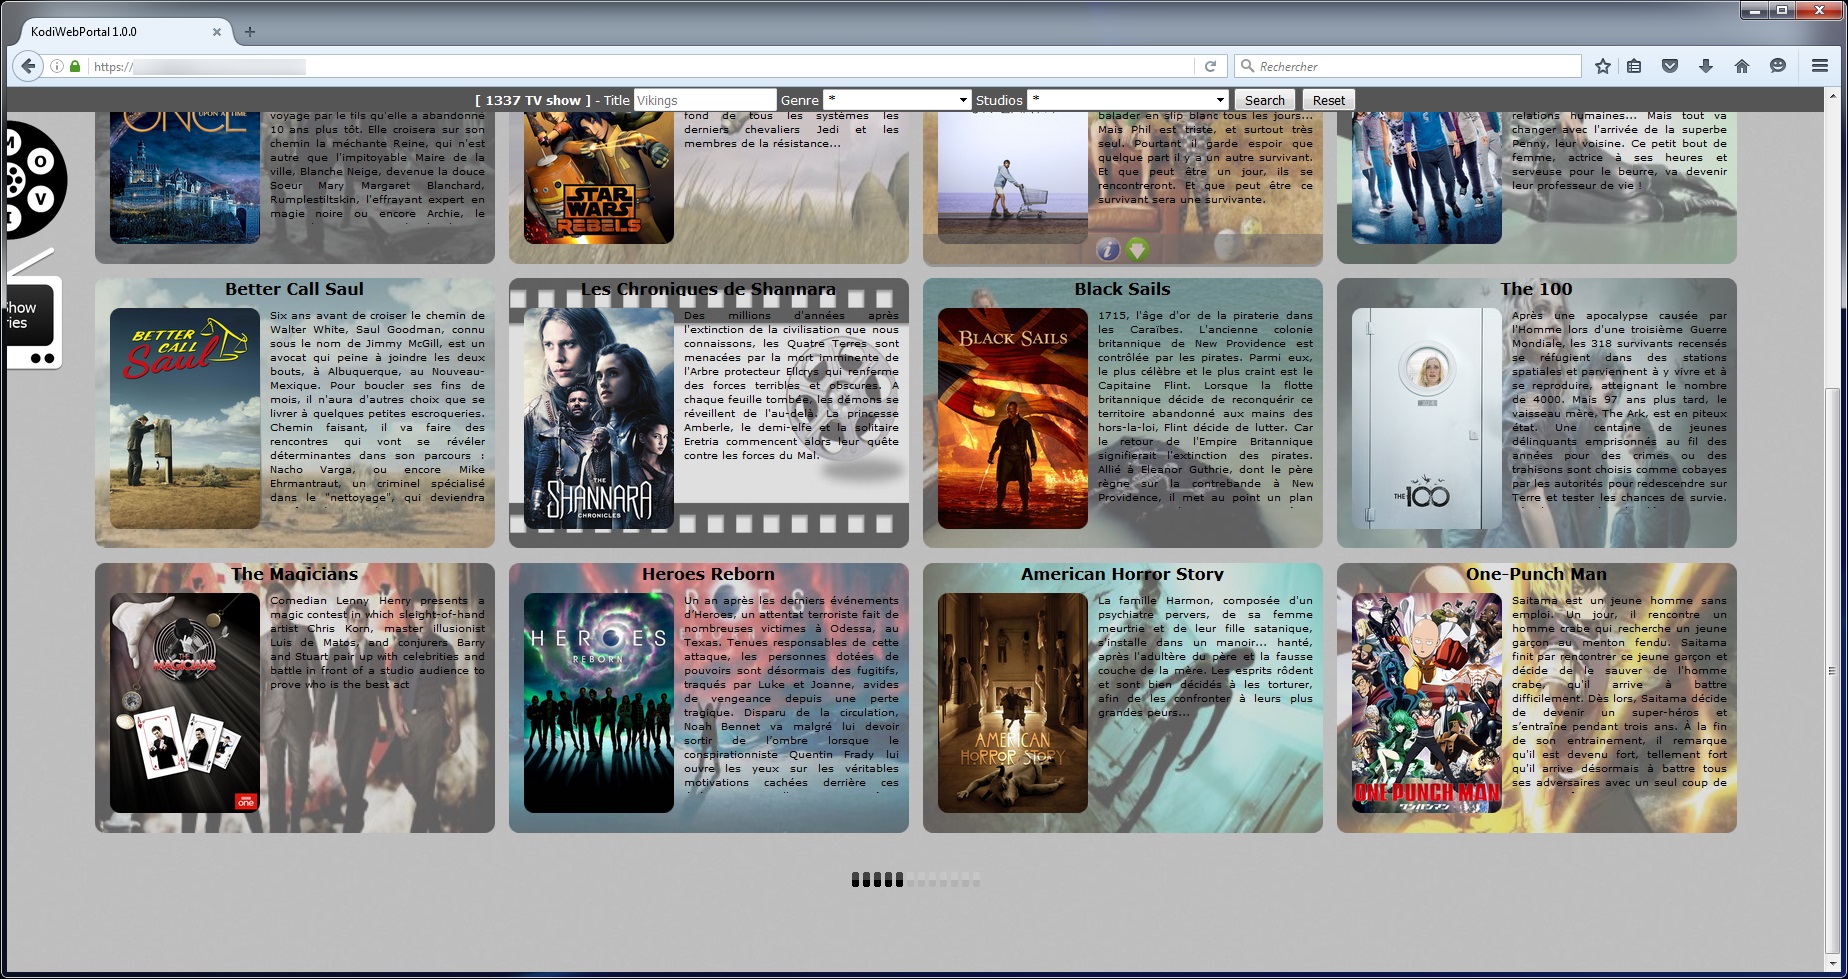 KodiWebPortal 1.0.0
https://
Rechercher
[ 1337 TV show ] - Title Vikings Genre * Studios * Search Reset
M
O
V
I
Show
ries
ONCE
UPON A TIME
voyage par le fils qu'elle a abandonné
10 ans plus tôt. Elle croisera sur son
chemin la méchante Reine, qui n'est
autre que l'impitoyable Maire de la
ville, Blanche Neige, devenue la douce
Soeur Mary Margaret Blanchard,
Rumplestiltskin, l'effrayant expert en
magie noire ou encore Archie, le
STAR
WARS
REBELS
fond de tous les systèmes les
derniers chevaliers Jedi et les
membres de la résistance...
balader en slip blanc tous les jours...
Mais Phil est triste, et surtout très
seul. Pourtant il garde espoir que
quelque part il y a un autre survivant.
Et que peut être un jour, ils se
rencontreront. Et que peut être ce
survivant sera une survivante.
relations humaines... Mais tout va
changer avec l'arrivée de la superbe
Penny, leur voisine. Ce petit bout de
femme, actrice à ses heures et
serveuse pour le beurre, va devenir
leur professeur de vie !
Better Call Saul
BETTER
CALL
Saul
Six ans avant de croiser le chemin de
Walter White, Saul Goodman, connu
sous le nom de Jimmy McGill, est un
avocat qui peine à joindre les deux
bouts, à Albuquerque, au Nouveau-
Mexique. Pour boucler ses fins de
mois, il n'aura d'autres choix que se
livrer à quelques petites escroqueries.
Chemin faisant, il va faire des
rencontres qui vont se révéler
déterminantes dans son parcours :
Nacho Varga, ou encore Mike
Ehrmantraut, un criminel spécialisé
dans le "nettoyage", qui deviendra
Les Chroniques de Shannara
THE
SHANNARA
CHRONICLES
Des millions d'années après
l'extinction de la civilisation que nous
connaissons, les Quatre Terres sont
menacées par la mort imminente de
l'Arbre protecteur Ellcrys qui renferme
des forces terribles et obscures. A
chaque feuille tombée, les démons se
réveillent de l'au-delà. La princesse
Amberle, le demi-elfe et la solitaire
Eretria commencent alors leur quête
contre les forces du Mal.
Black Sails
BLACK SAILS
1715, l'âge d'or de la piraterie dans
les Caraïbes. L'ancienne colonie
britannique de New Providence est
contrôlée par les pirates. Parmi eux,
le plus célèbre et le plus craint est le
Capitaine Flint. Lorsque la flotte
britannique décide de reconquérir ce
territoire abandonné aux mains des
hors-la-loi, Flint décide de lutter. Car
le retour de l'Empire Britannique
signifierait l'extinction des pirates.
Allié à Eleanor Guthrie, dont le père
règne sur la contrebande à New
Providence, il met au point un plan
The 100
THE 100
Après une apocalypse causée par
l'Homme lors d'une troisième Guerre
Mondiale, les 318 survivants recensés
se réfugient dans des stations
spatiales et parviennent à y vivre et à
se reproduire, atteignant le nombre
de 4000. Mais 97 ans plus tard, le
vaisseau mère, The Ark, est en piteux
état. Une centaine de jeunes
délinquants emprisonnés au fil des
années pour des crimes ou des
trahisons sont choisis comme cobayes
par les autorités pour redescendre sur
Terre et tester les chances de survie.
The Magicians
THE
MAGICIANS
one
Comedian Lenny Henry presents a
magic contest in which sleight-of-hand
artist Chris Korn, master illusionist
Luis de Matos, and conjurers Barry
and Stuart pair up with celebrities and
battle in front of a studio audience to
prove who is the best act
Heroes Reborn
HEROES
REBORN
Un an après les derniers événements
d'Heroes, un attentat terroriste fait de
nombreuses victimes à Odessa, au
Texas. Tenues responsables de cette
attaque, les personnes dotées de
pouvoirs sont désormais des fugitifs,
traqués par Luke et Joanne, avides
de vengeance depuis une perte
tragique. Disparu de la circulation,
Noah Bennet va malgré lui devoir
sortir de l'ombre lorsque le
conspirationniste Quentin Frady lui
ouvre les yeux sur les véritables
motivations cachées derrière ces
American Horror Story
AMERICAN
HORROR STORY
La famille Harmon, composée d'un
psychiatre pervers, de sa femme
meurtrie et de leur fille satanique,
s'installe dans un manoir... hanté,
après l'adultère du père et la fausse
couche de la mère. Les esprits rôdent
et sont bien décidés à les torturer,
afin de les confronter à leurs plus
grandes peurs...
One-Punch Man
ONE PUNCH MAN
ワンパンマン
Saitama est un jeune homme sans
emploi. Un jour, il rencontre un
homme crabe qui recherche un jeune
garçon au menton fendu. Saitama
finit par rencontrer ce jeune garçon et
décide de le sauver de l'homme
crabe, qu'il arrive à battre
difficilement. Dès lors, Saitama décide
de devenir un super-héros et
s'entraîne pendant trois ans. À la fin
de son entrainement, il remarque
qu'il est devenu fort, tellement fort
qu'il arrive désormais à battre tous
ses adversaires avec un seul coup de